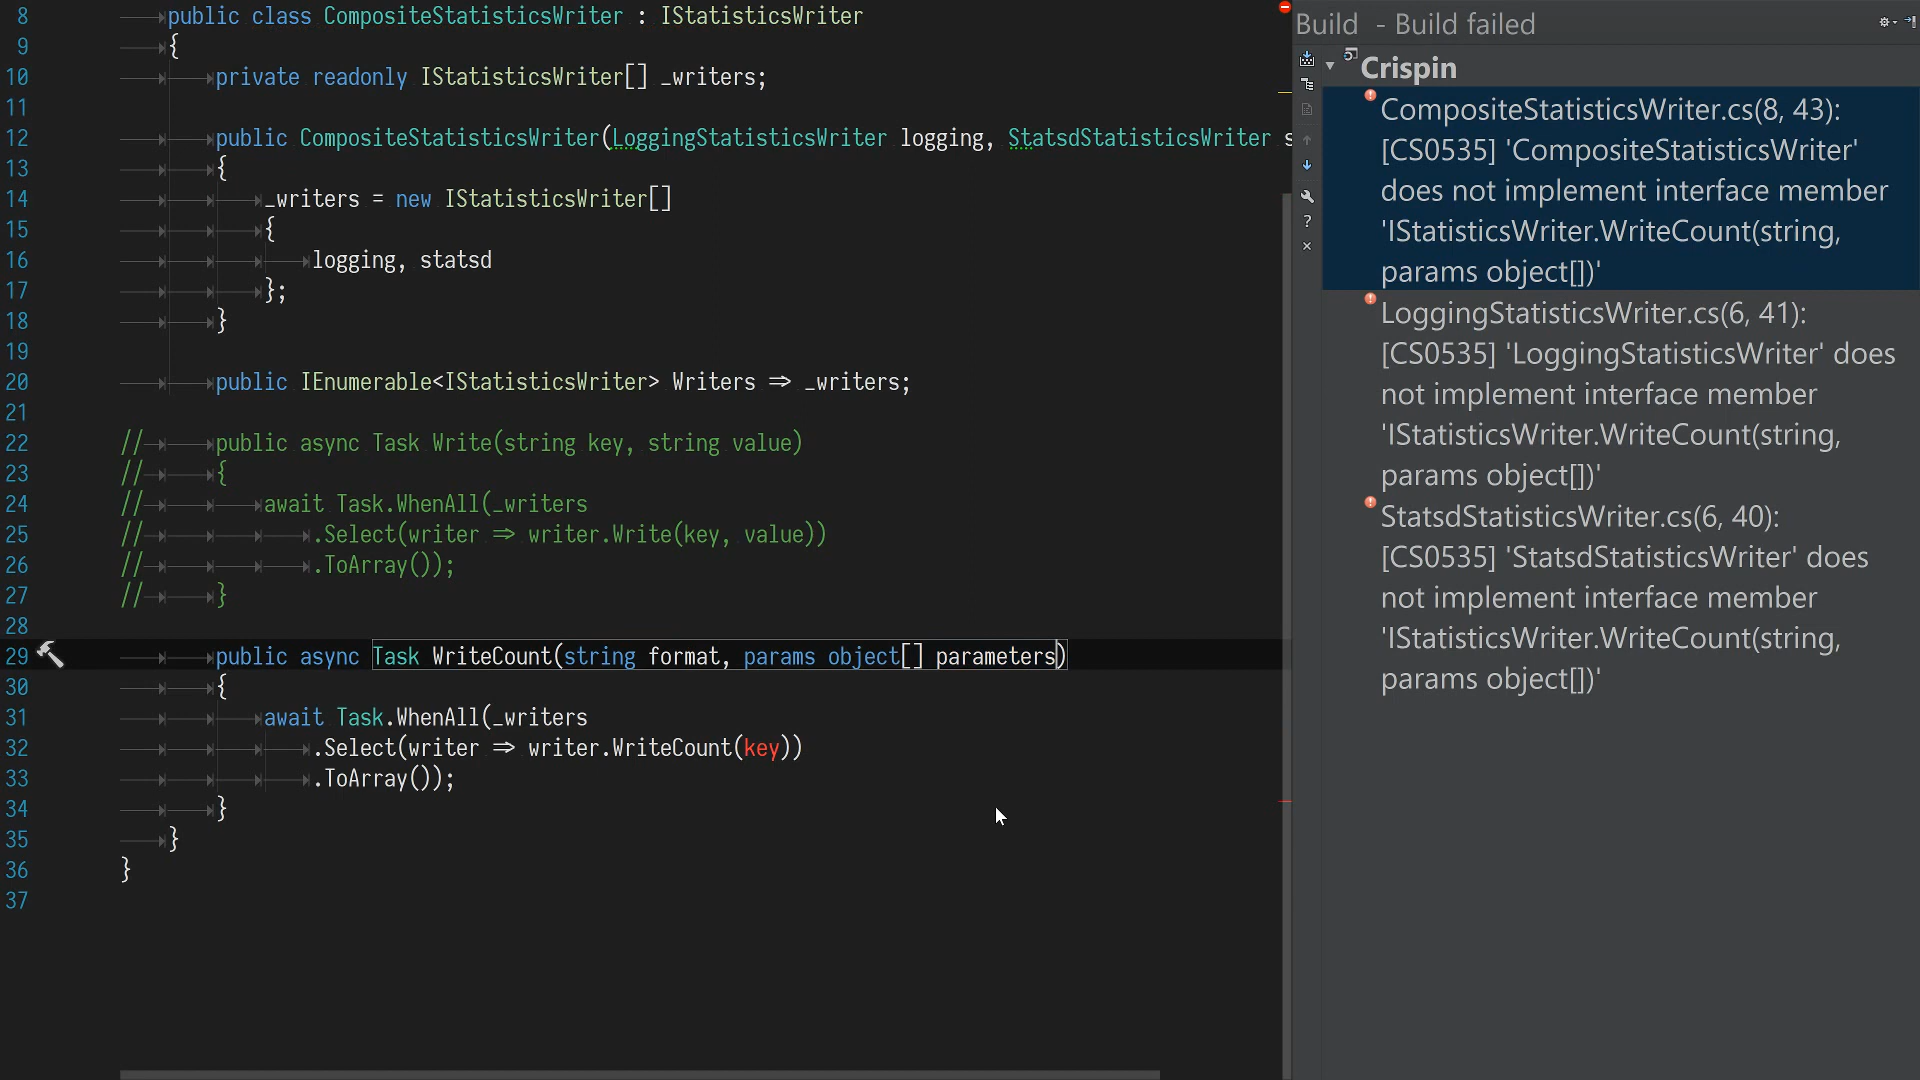 8 public class CompositeStatisticsWriter : IStatisticsWriter
9 {
10 private readonly IStatisticsWriter[] _writers;
11
12 public CompositeStatisticsWriter(LoggingStatisticsWriter logging, StatsdStatisticsWriter s
13 {
14 _writers = new IStatisticsWriter[]
15 {
16 logging, statsd
17 };
18 }
19
20 public IEnumerable<IStatisticsWriter> Writers => _writers;
21
22 // public async Task Write(string key, string value)
23 // {
24 // await Task.WhenAll(_writers
25 // .Select(writer => writer.Write(key, value))
26 // .ToArray());
27 // }
28
29 public async Task WriteCount(string format, params object[] parameters)
30 {
31 await Task.WhenAll(_writers
32 .Select(writer => writer.WriteCount(key))
33 .ToArray());
34 }
35 }
36 }
37
Build - Build failed
Crispin
CompositeStatisticsWriter.cs(8, 43):
[CS0535] 'CompositeStatisticsWriter'
does not implement interface member
'IStatisticsWriter.WriteCount(string,
params object[])'
LoggingStatisticsWriter.cs(6, 41):
[CS0535] 'LoggingStatisticsWriter' does
not implement interface member
'IStatisticsWriter.WriteCount(string,
params object[])'
StatsdStatisticsWriter.cs(6, 40):
[CS0535] 'StatsdStatisticsWriter' does
not implement interface member
'IStatisticsWriter.WriteCount(string,
params object[])'